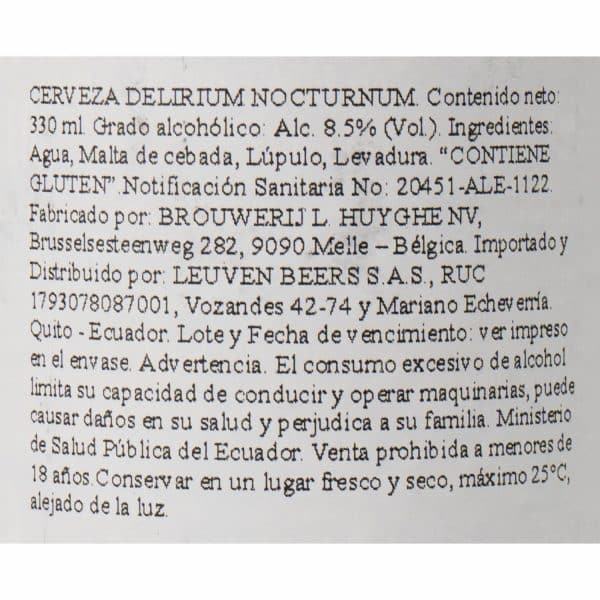 CERVEZA DELIRIUM NOCTURNUM. Contenido neto:
330 ml. Grado alcohólico: Alc. 8.5% (Vol.). Ingredientes:
Agua, Malta de cebada, Lúpulo, Levadura. "CONTIENE
GLUTEN".Notificación Sanitaria No: 20451-ALE-1122.
Fabricado por: BROUWERIJ L. HUYGHE NV,
Brusselsesteenweg 282, 9090 Melle – Bélgica. Importado y
Distribuido por: LEUVEN BEERS S.A.S., RUC
1793078087001, Vozandes 42-74 y Mariano Echeverría.
Quito - Ecuador. Lote y Fecha de vencimiento: ver impreso
en el envase. Advertencia. El consumo excesivo de alcohol
limita su capacidad de conducir y operar maquinarias, puede
causar daños en su salud y perjudica a su familia. Ministerio
de Salud Pública del Ecuador. Venta prohibida a menores de
18 años.Conservar en un lugar fresco y seco, máximo 25°C,
alejado de la luz.